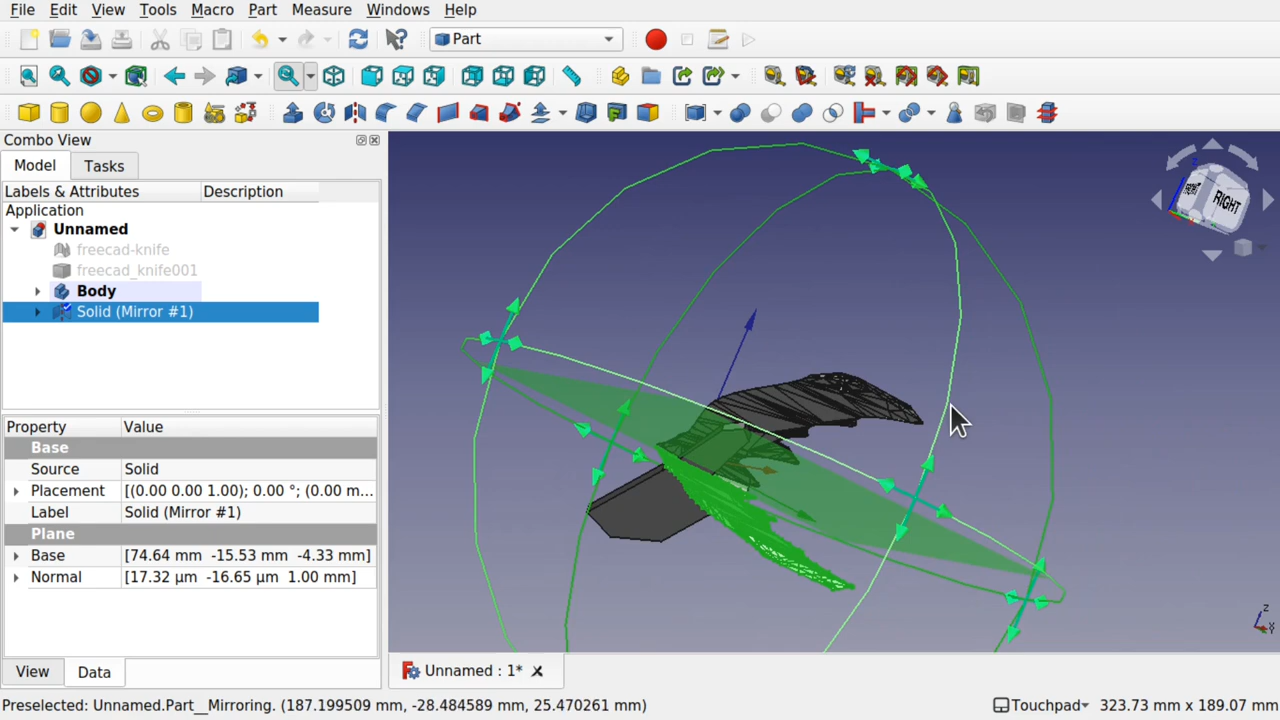 File Edit View Tools Macro Part Measure Windows Help
Part
Combo View
Model Tasks
Labels & Attributes Description
Application
Unnamed
freecad-knife
freecad_knife001
Body
Solid (Mirror #1)
Property Value
Base
Source Solid
Placement [(0.00 0.00 1.00); 0.00 °; (0.00 m...
Label Solid (Mirror #1)
Plane
Base [74.64 mm -15.53 mm -4.33 mm]
Normal [17.32 µm -16.65 µm 1.00 mm]
View Data
Z
FRONT RIGHT
Z
X
Unnamed : 1*
Preselected: Unnamed.Part__Mirroring. (187.199509 mm, -28.484589 mm, 25.470261 mm) Touchpad 323.73 mm x 189.07 mm